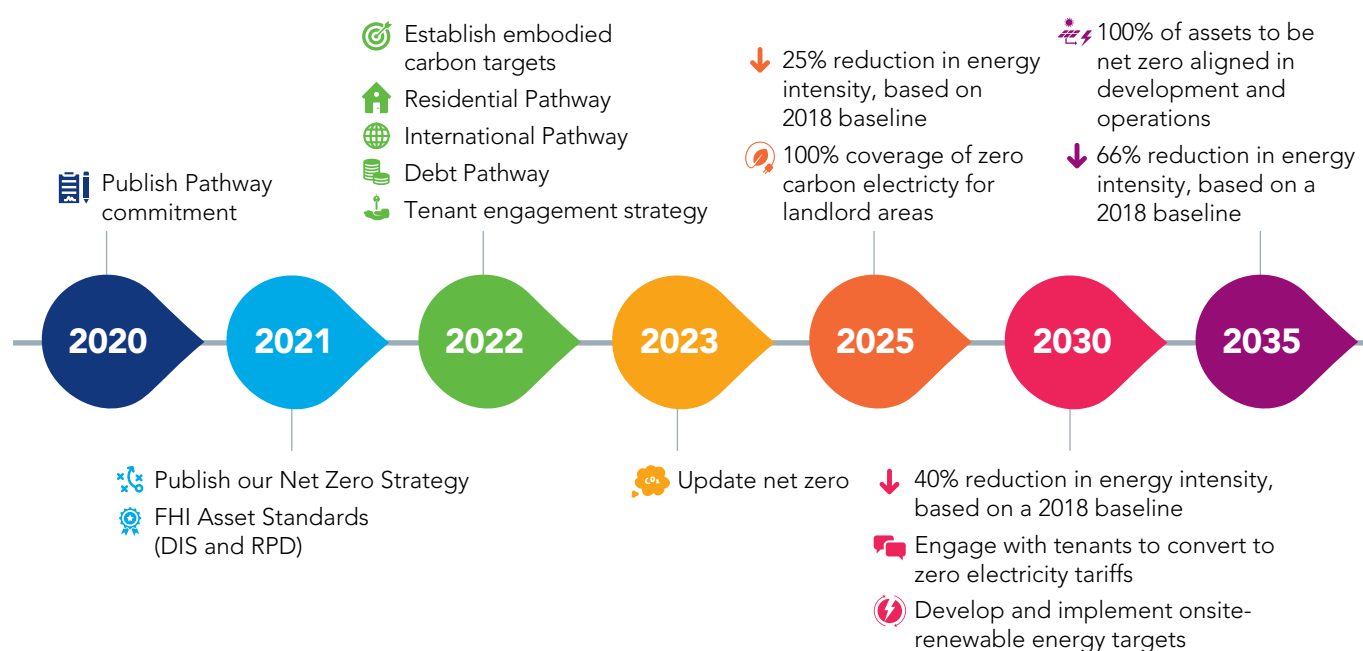 2020
Publish Pathway
commitment
2021
Publish our Net Zero Strategy
FHI Asset Standards
(DIS and RPD)
2022
Establish embodied
carbon targets
Residential Pathway
International Pathway
Debt Pathway
Tenant engagement strategy
2023
CO₂
Update net zero
2025
25% reduction in energy
intensity, based on
2018 baseline
100% coverage of zero
carbon electricty for
landlord areas
2030
40% reduction in energy intensity,
based on a 2018 baseline
Engage with tenants to convert to
zero electricity tariffs
Develop and implement onsite-
renewable energy targets
2035
100% of assets to be
net zero aligned in
development and
operations
66% reduction in energy
intensity, based on a
2018 baseline